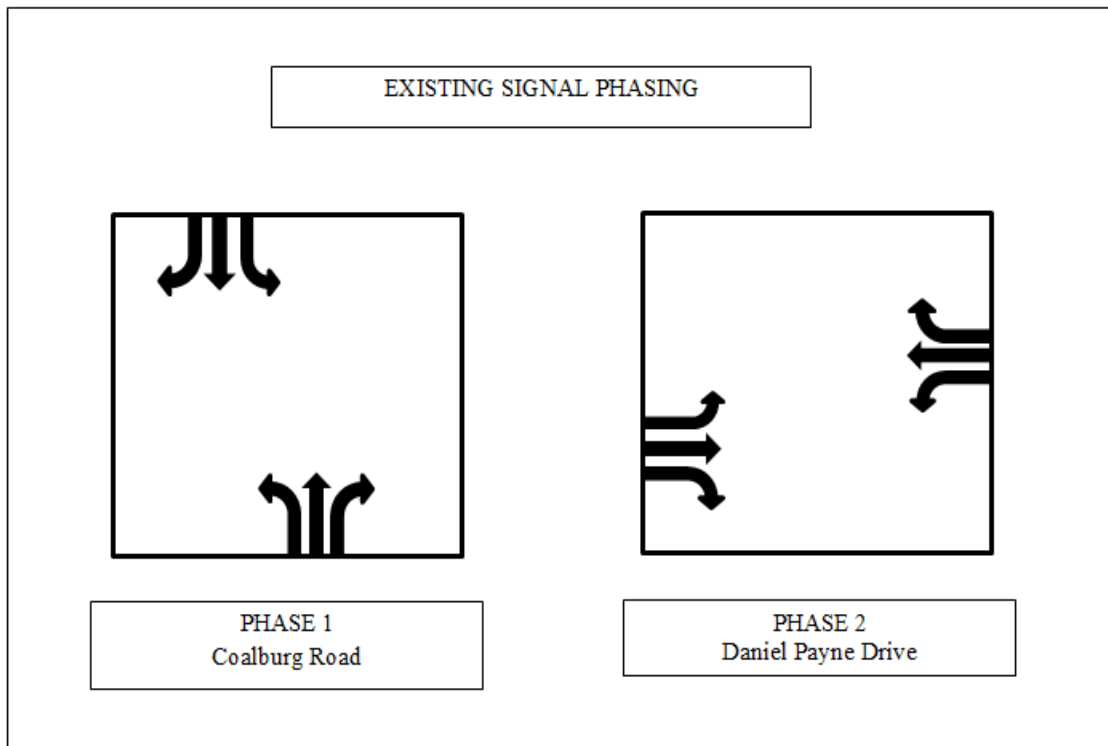 EXISTING SIGNAL PHASING
PHASE 1
Coalburg Road
PHASE 2
Daniel Payne Drive